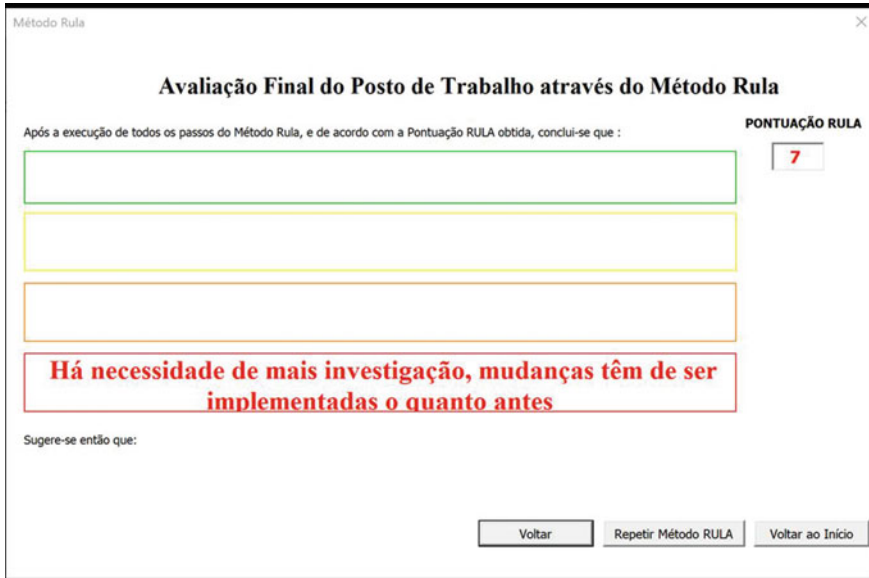 Método Rula
Avaliação Final do Posto de Trabalho através do Método Rula
Após a execução de todos os passos do Método Rula, e de acordo com a Pontuação RULA obtida, conclui-se que :
PONTUAÇÃO RULA
7
Há necessidade de mais investigação, mudanças têm de ser
implementadas o quanto antes
Sugere-se então que:
Voltar
Repetir Método RULA
Voltar ao Início